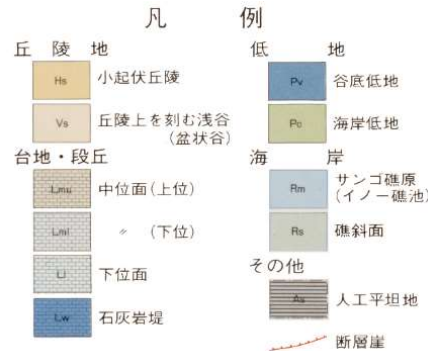 凡 例
丘 陵 地
Hs 小起伏丘陵
Vs 丘陵上を刻む浅谷
(盆状谷)
台地・段丘
Lmu 中位面(上位)
Lml 〃 (下位)
Ll 下位面
Lw 石灰岩堤
低 地
Pv 谷底低地
Pc 海岸低地
海 岸
Rm サンゴ礁原
(イノー礁池)
Rs 礁斜面
その他
As 人工平坦地
断層崖